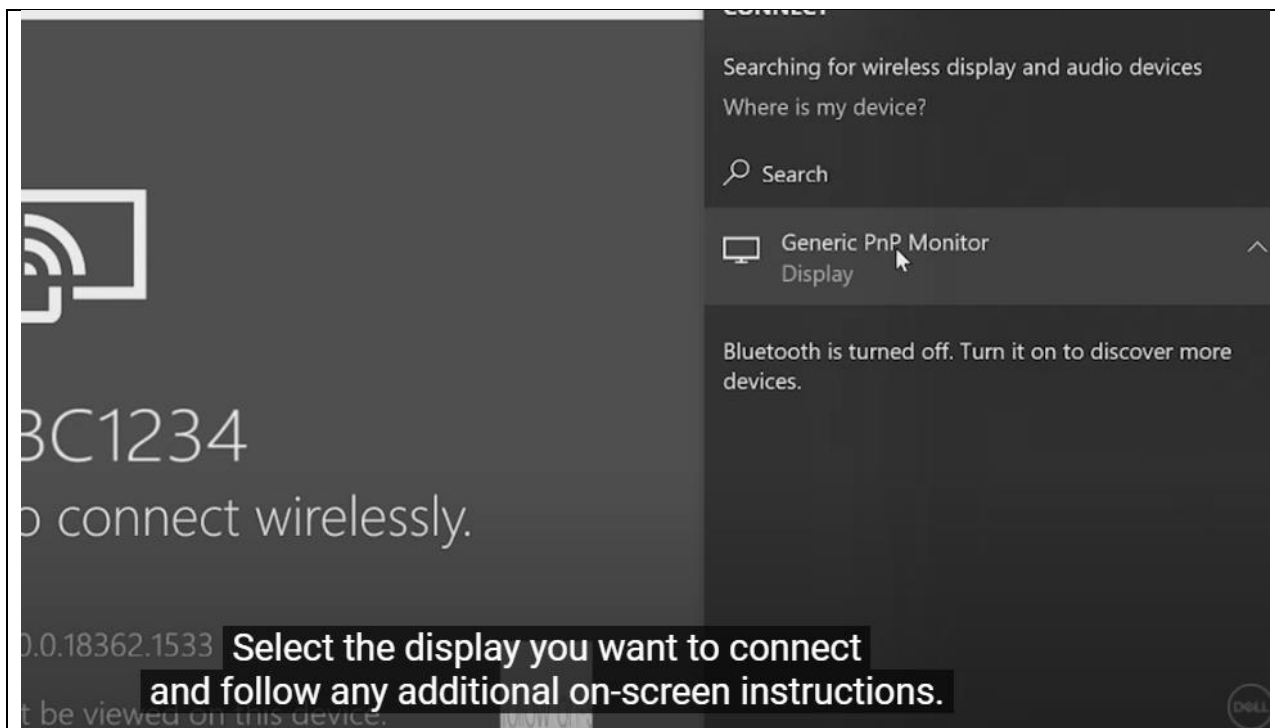 CONNECT
Searching for wireless display and audio devices
Where is my device?
Search
Generic PnP Monitor
Display
Bluetooth is turned off. Turn it on to discover more
devices.
3C1234
o connect wirelessly.
0.0.18362.1533
t be viewed on this device.
Select the display you want to connect
and follow any additional on-screen instructions.
DELL